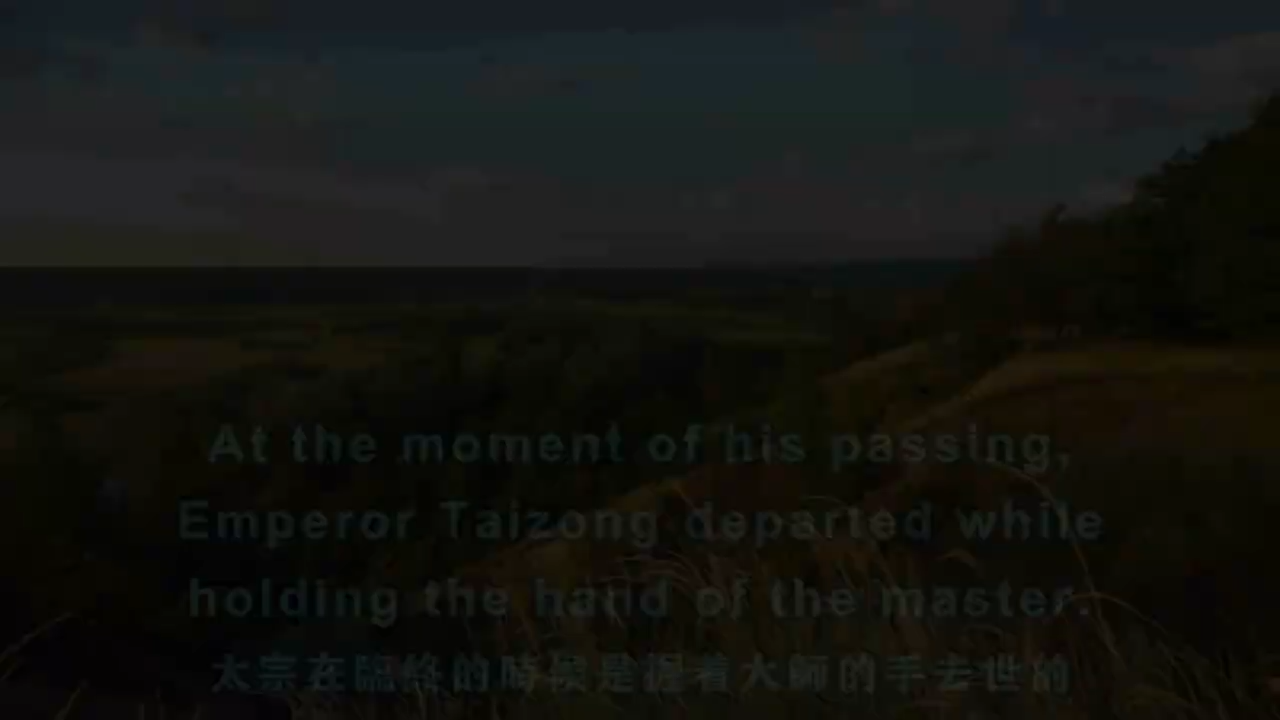 At the moment of his passing,
Emperor Taizong departed while
holding the hand of the master.
太宗在臨終的時候是握着大師的手去世的